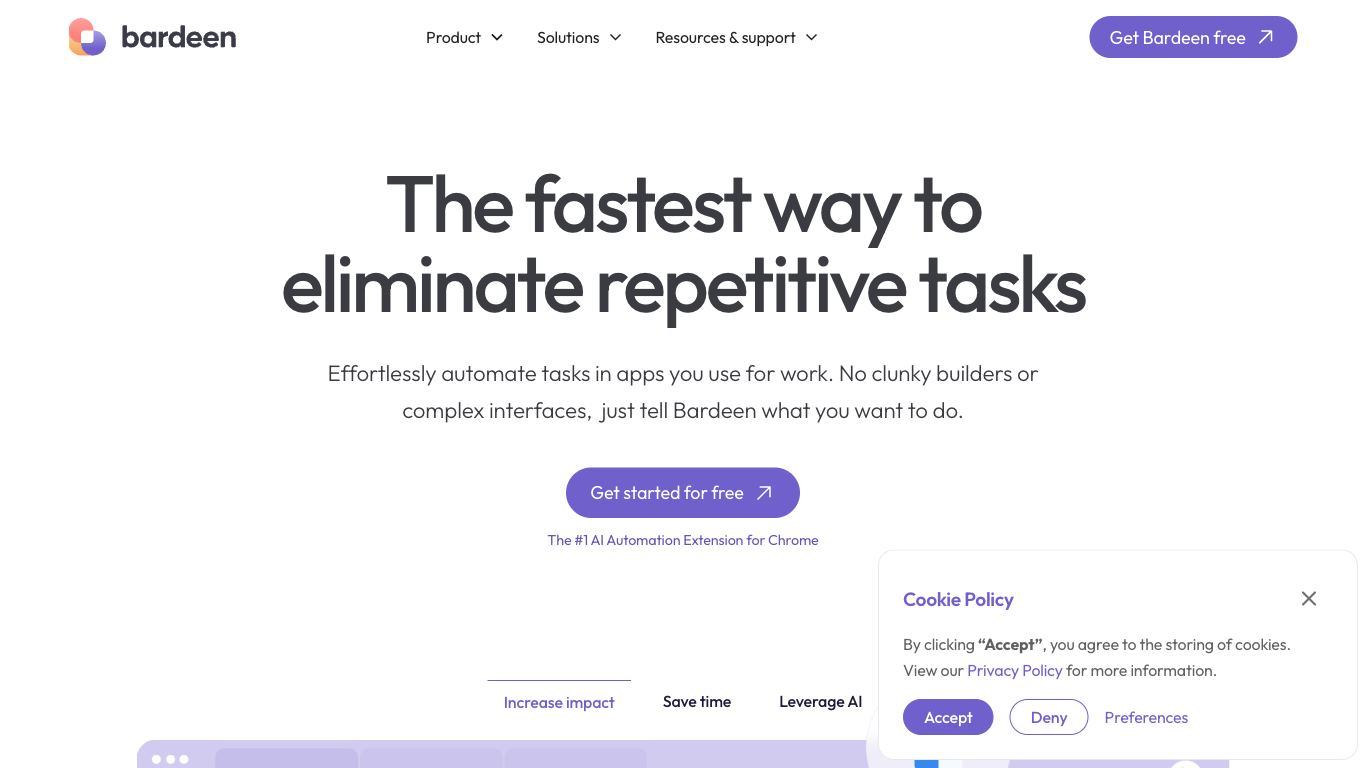 bardeen
Product
Solutions
Resources & support
Get Bardeen free
The fastest way to
eliminate repetitive tasks
Effortlessly automate tasks in apps you use for work. No clunky builders or
complex interfaces, just tell Bardeen what you want to do.
Get started for free
The #1 AI Automation Extension for Chrome
Increase impact
Save time
Leverage AI
Cookie Policy
By clicking “Accept”, you agree to the storing of cookies.
View our Privacy Policy for more information.
Accept
Deny
Preferences